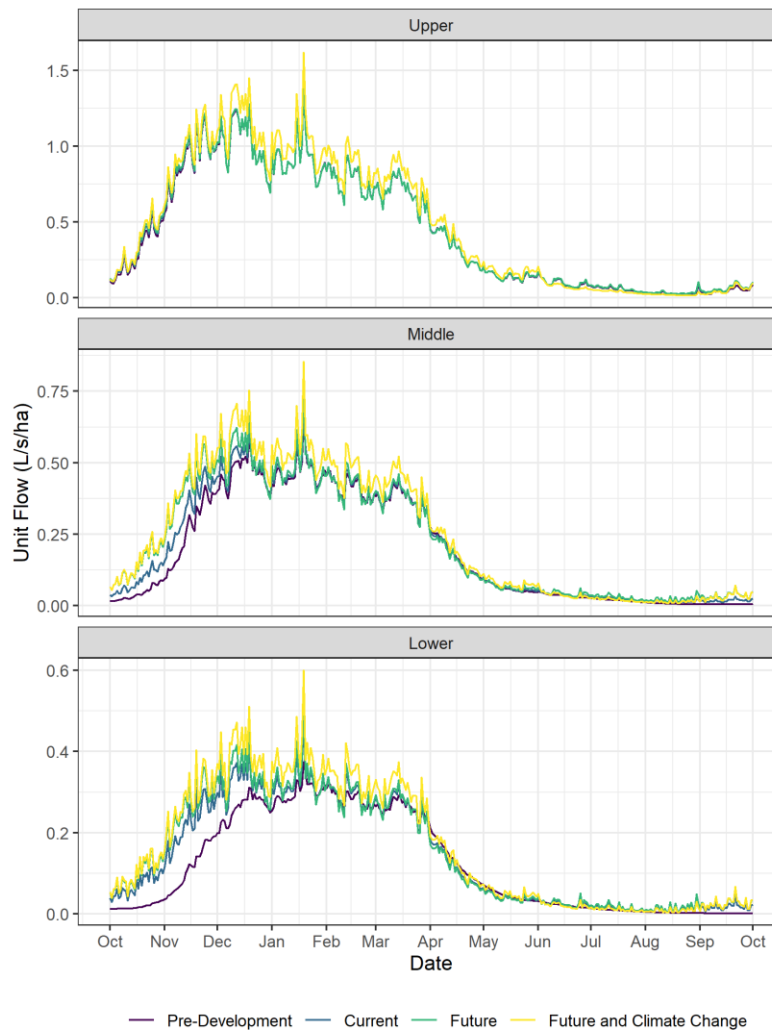 Upper
1.5
1.0
0.5
0.0
Middle
0.75
0.50
0.25
0.00
Unit Flow (L/s/ha)
Lower
0.6
0.4
0.2
0.0
Oct Nov Dec Jan Feb Mar Apr May Jun Jul Aug Sep Oct
Date
Pre-Development Current Future Future and Climate Change